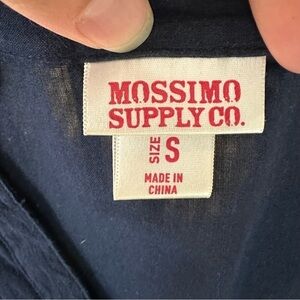 MOSSIMO
SUPPLY CO.
SIZE S
MADE IN
CHINA